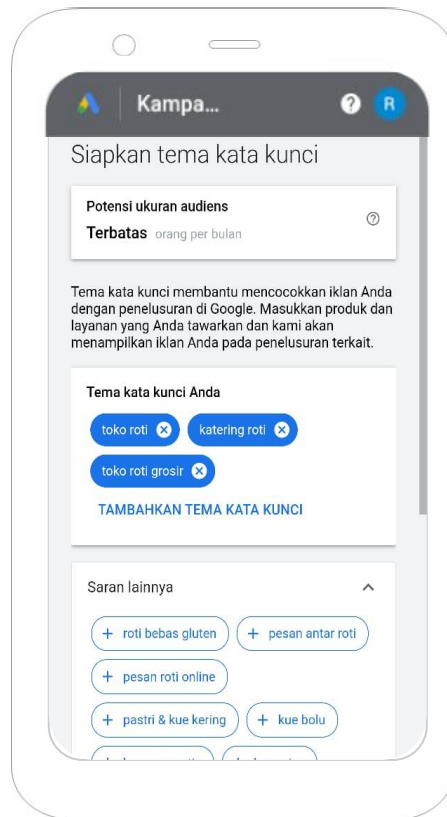 Kampa...
R
Siapkan tema kata kunci
Potensi ukuran audiens
Terbatas orang per bulan
Tema kata kunci membantu mencocokkan iklan Anda
dengan penelusuran di Google. Masukkan produk dan
layanan yang Anda tawarkan dan kami akan
menampilkan iklan Anda pada penelusuran terkait.
Tema kata kunci Anda
toko roti katering roti
toko roti grosir
TAMBAHKAN TEMA KATA KUNCI
Saran lainnya
+ roti bebas gluten + pesan antar roti
+ pesan roti online
+ pastri & kue kering + kue bolu